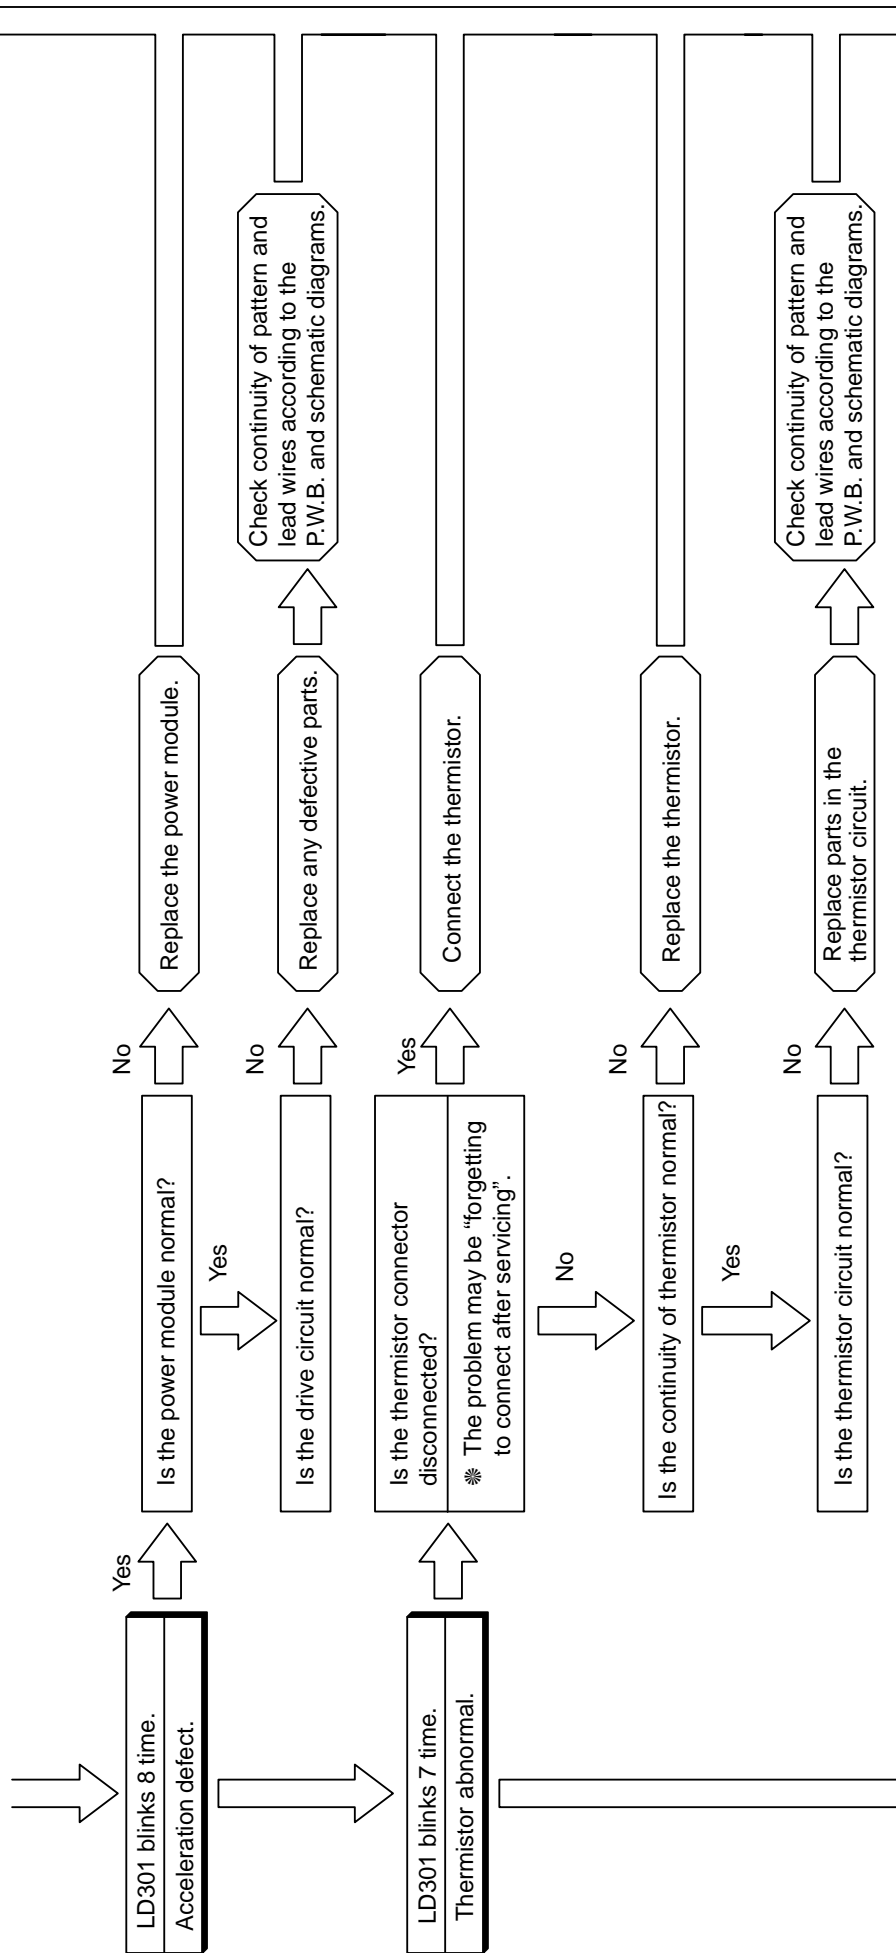 LD301 blinks 8 time.
Acceleration defect.
Yes
Is the power module normal?
No
Replace the power module.
Yes
Is the drive circuit normal?
No
Replace any defective parts.
Check continuity of pattern and
lead wires according to the
P.W.B. and schematic diagrams.
LD301 blinks 7 time.
Thermistor abnormal.
Is the thermistor connector
disconnected?
❋ The problem may be “forgetting
to connect after servicing”.
Yes
Connect the thermistor.
No
Is the continuity of thermistor normal?
No
Replace the thermistor.
Yes
Is the thermistor circuit normal?
No
Replace parts in the
thermistor circuit.
Check continuity of pattern and
lead wires according to the
P.W.B. and schematic diagrams.